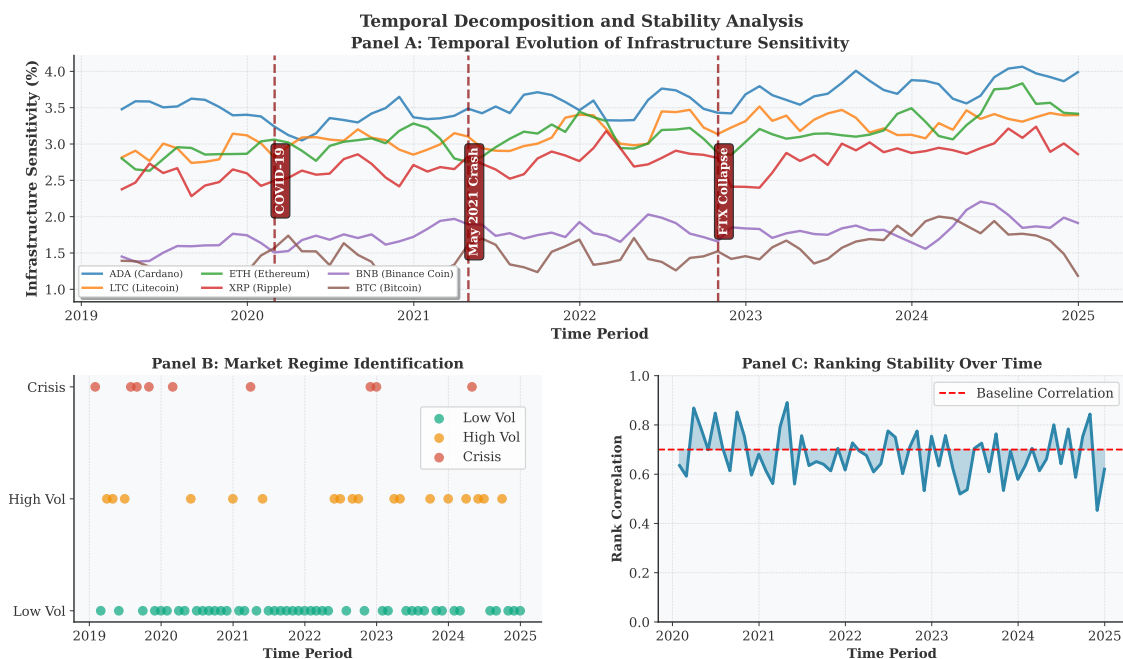 Temporal Decomposition and Stability Analysis
Panel A: Temporal Evolution of Infrastructure Sensitivity
Infrastructure Sensitivity (%)
4.0
3.5
3.0
2.5
2.0
1.5
1.0
COVID-19
May 2021 Crash
FTX Collapse
ADA (Cardano)
LTC (Litecoin)
ETH (Ethereum)
XRP (Ripple)
BNB (Binance Coin)
BTC (Bitcoin)
2019 2020 2021 2022 2023 2024 2025
Time Period
Panel B: Market Regime Identification
Crisis
High Vol
Low Vol
Low Vol
High Vol
Crisis
2019 2020 2021 2022 2023 2024 2025
Time Period
Panel C: Ranking Stability Over Time
Rank Correlation
1.0
0.8
0.6
0.4
0.2
0.0
Baseline Correlation
2020 2021 2022 2023 2024 2025
Time Period